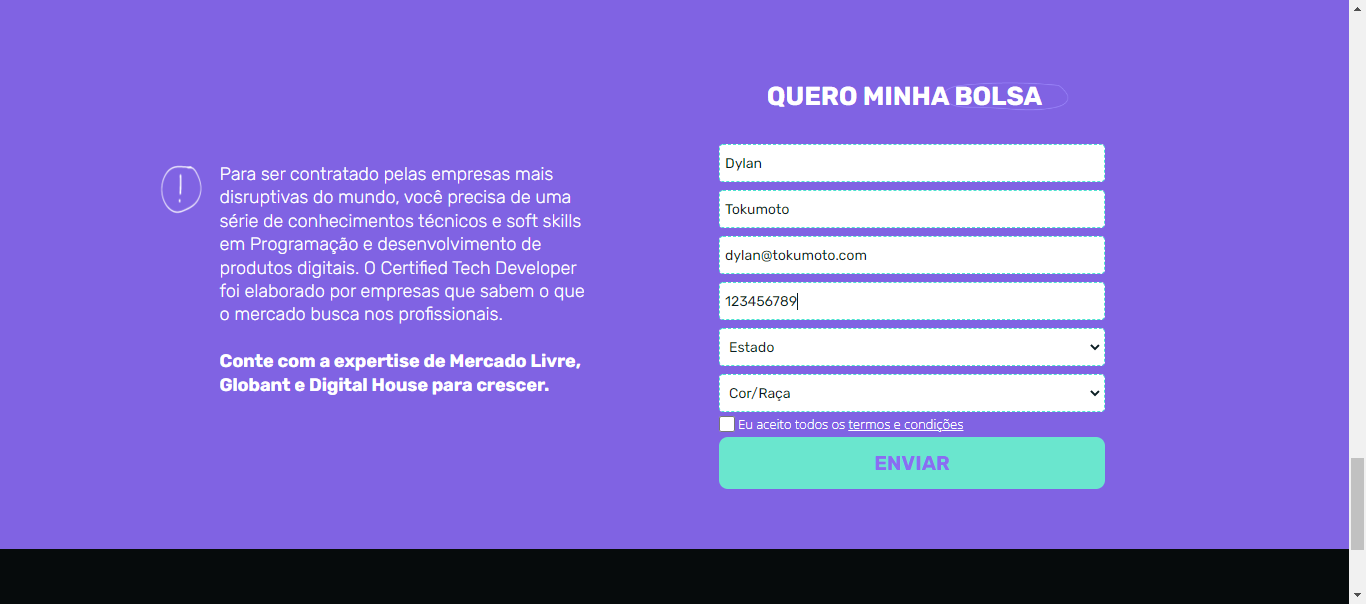 Para ser contratado pelas empresas mais
disruptivas do mundo, você precisa de uma
série de conhecimentos técnicos e soft skills
em Programação e desenvolvimento de
produtos digitais. O Certified Tech Developer
foi elaborado por empresas que sabem o que
o mercado busca nos profissionais.
Conte com a expertise de Mercado Livre,
Globant e Digital House para crescer.
QUERO MINHA BOLSA
Dylan
Tokumoto
dylan@tokumoto.com
123456789
Estado
Cor/Raça
Eu aceito todos os termos e condições
ENVIAR